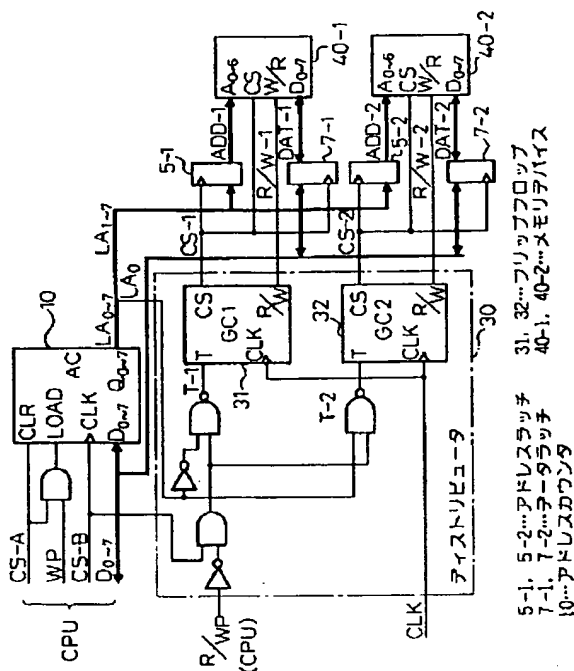 CPU
CS-A
WP
CS-B
D0~7
CLR
LOAD
CLK
D0~7
AC
Q0~7
10
LA0~7
LA1~7
LA0
R/WP
(CPU)
CLK
T-1
T-2
T
CS
GC1
CLK
R/W
31
T
CS
GC2
CLK
R/W
32
30
ディストリビュータ
CS-1
5-1
ADD-1
R/W-1
DAT-1
7-1
A0~6
CS
W/R
D0~7
40-1
CS-2
ADD-2
5-2
R/W-2
DAT-2
7-2
A0~6
CS
W/R
D0~7
40-2
5-1, 5-2…アドレスラッチ
7-1, 7-2…データラッチ
10…アドレスカウンタ
31, 32…フリップフロップ
40-1, 40-2…メモリデバイス